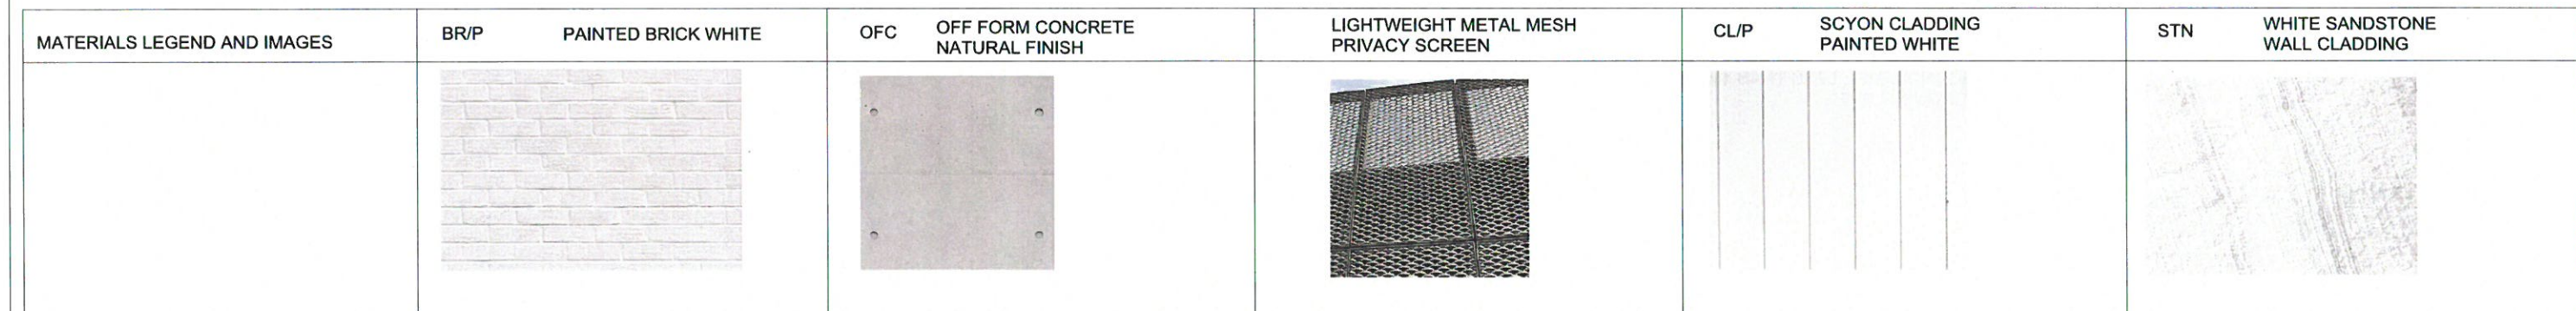 MATERIALS LEGEND AND IMAGES
BR/P PAINTED BRICK WHITE
OFC OFF FORM CONCRETE
NATURAL FINISH
LIGHTWEIGHT METAL MESH
PRIVACY SCREEN
CL/P SCYON CLADDING
PAINTED WHITE
STN WHITE SANDSTONE
WALL CLADDING